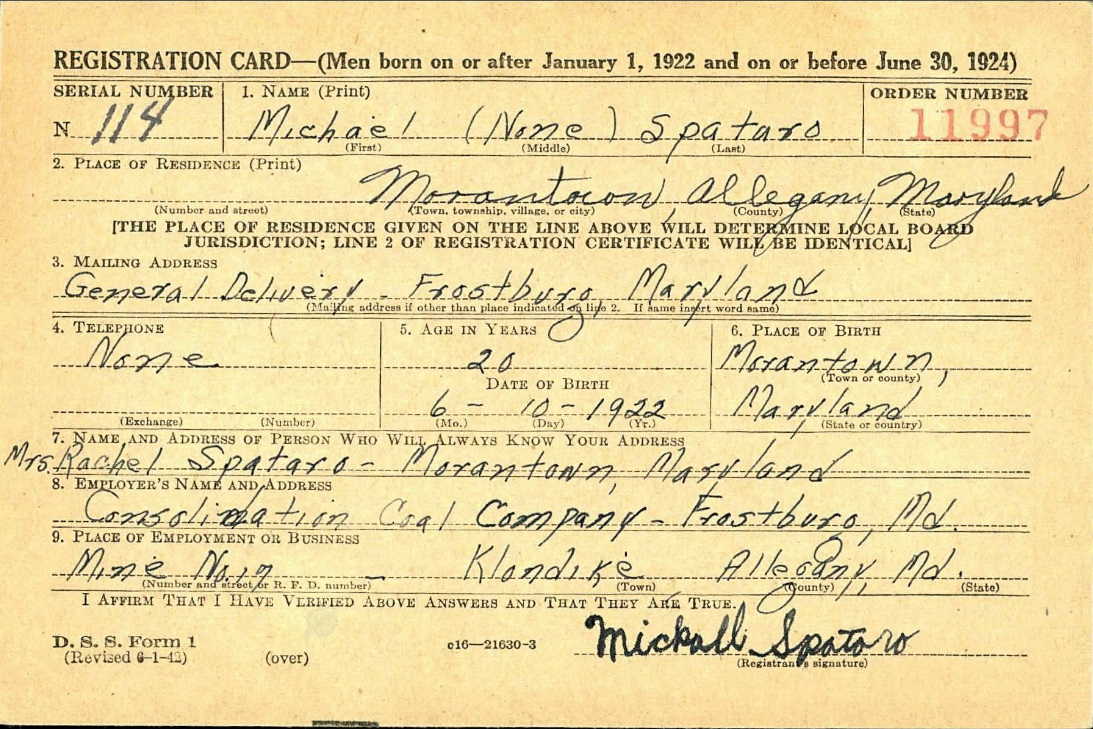 REGISTRATION CARD—(Men born on or after January 1, 1922 and on or before June 30, 1924)
SERIAL NUMBER 1. NAME (Print) ORDER NUMBER
N 114 Michael (None) Spataro 11997
(First) (Middle) (Last)
2. PLACE OF RESIDENCE (Print)
Morantown, Allegany, Maryland
(Number and street) (Town, township, village, or city) (County) (State)
[THE PLACE OF RESIDENCE GIVEN ON THE LINE ABOVE WILL DETERMINE LOCAL BOARD
JURISDICTION; LINE 2 OF REGISTRATION CERTIFICATE WILL BE IDENTICAL]
3. MAILING ADDRESS
General Delivery - Frostburg, Maryland
(Mailing address if other than place indicated on line 2. If same insert word same)
4. TELEPHONE 5. AGE IN YEARS 6. PLACE OF BIRTH
None 20 Morantown,
DATE OF BIRTH (Town or county)
6 - 10 - 1922 Maryland
(Exchange) (Number) (Mo.) (Day) (Yr.) (State or country)
7. NAME AND ADDRESS OF PERSON WHO WILL ALWAYS KNOW YOUR ADDRESS
Mrs. Rachel Spataro - Morantown, Maryland
8. EMPLOYER'S NAME AND ADDRESS
Consolidation Coal Company - Frostburg, Md.
9. PLACE OF EMPLOYMENT OR BUSINESS
Mine No. - Klondike Allegany, Md.
(Number and street or R. F. D. number) (Town) (County) (State)
I AFFIRM THAT I HAVE VERIFIED ABOVE ANSWERS AND THAT THEY ARE TRUE.
D. S. S. Form 1 c16—21630-3 Mickall Spataro
(Revised 6-1-42) (over) (Registrant's signature)